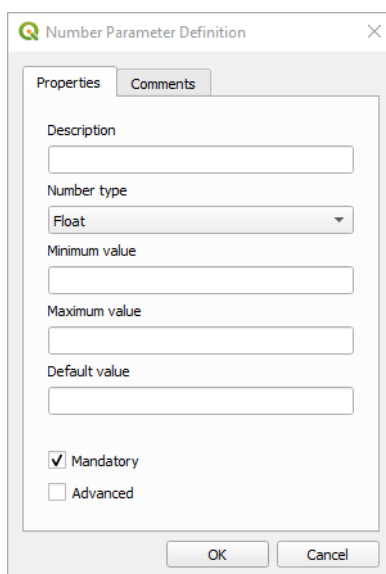 Number Parameter Definition
Properties
Comments
Description
Number type
Float
Minimum value
Maximum value
Default value
Mandatory
Advanced
OK
Cancel